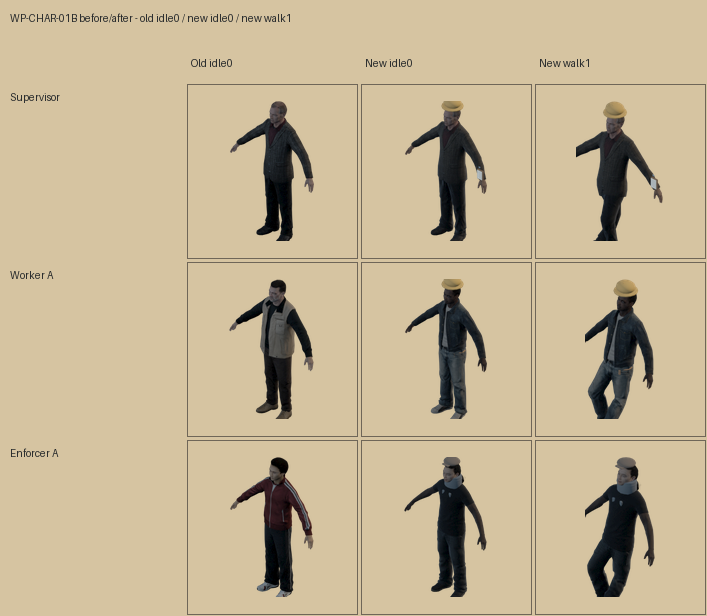 WP-CHAR-01B before/after - old idle0 / new idle0 / new walk1
Old idle0
New idle0
New walk1
Supervisor
Worker A
Enforcer A